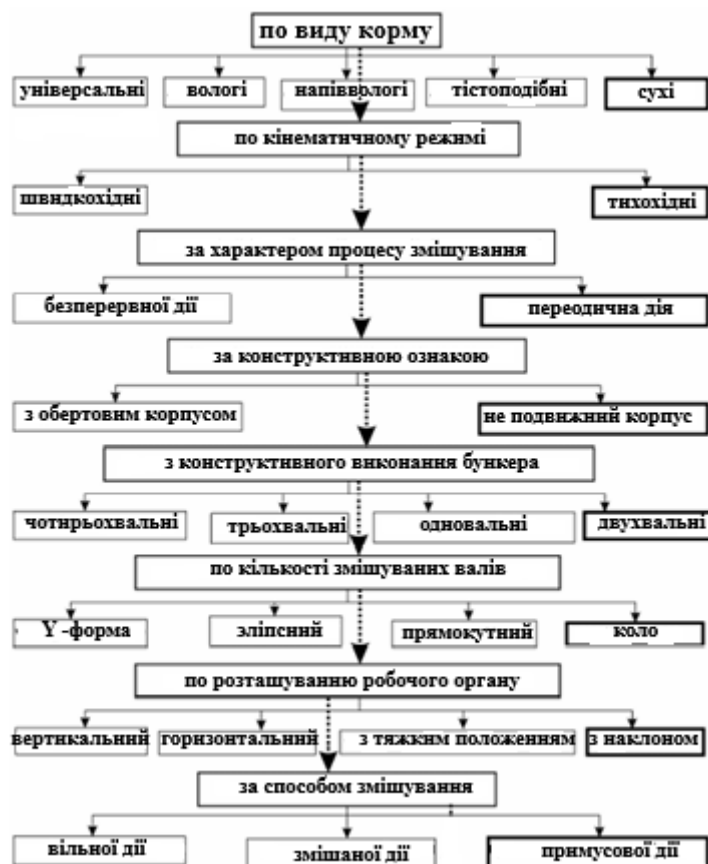 по виду корму
універсальні
вологі
напіввологі
тістоподібні
сухі
по кінематичному режимі
швидкохідні
тихохідні
за характером процесу змішування
безперервної дії
переодична дія
за конструктивною ознакою
з обертовим корпусом
не подвижний корпус
з конструктивного виконання бункера
чотирьохвальні
трьохвальні
одновальні
двухвальні
по кількості змішуваних валів
Y -форма
эліпсний
прямокутний
коло
по розташуванню робочого органу
вертикальний
горизонтальний
з тяжким положенням
з наклоном
за способом змішування
вільної дії
змішаної дії
примусової дії